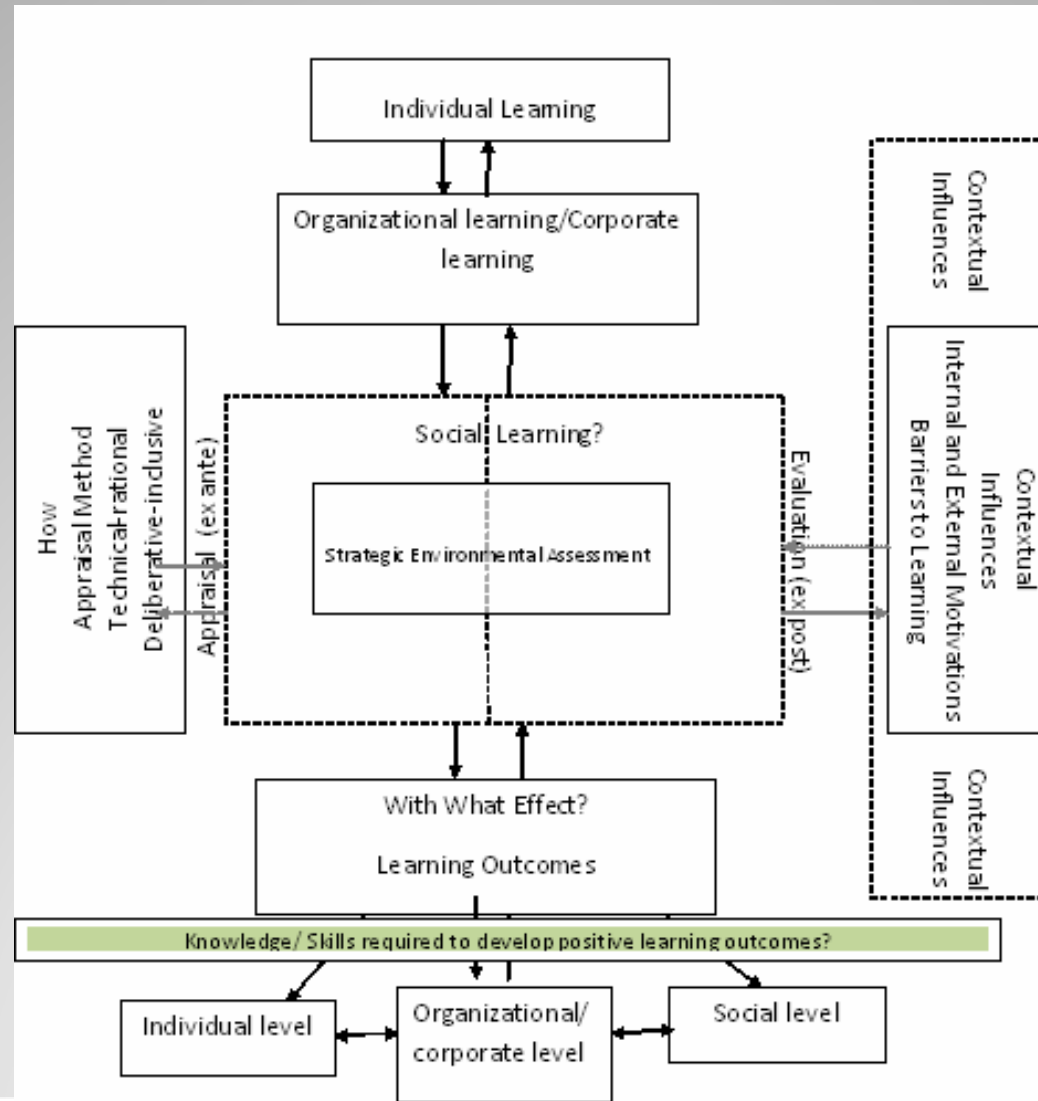 Individual Learning
Organizational learning/Corporate
learning
Contextual
Influences
How
Appraisal Method
Technical-rational
Deliberative-inclusive
Appraisal (ex ante)
Social Learning?
Strategic Environmental Assessment
Evaluation (ex post)
Contextual
Influences
Internal and External Motivations
Barriers to Learning
With What Effect?
Learning Outcomes
Contextual
Influences
Knowledge/ Skills required to develop positive learning outcomes?
Individual level
Organizational/
corporate level
Social level